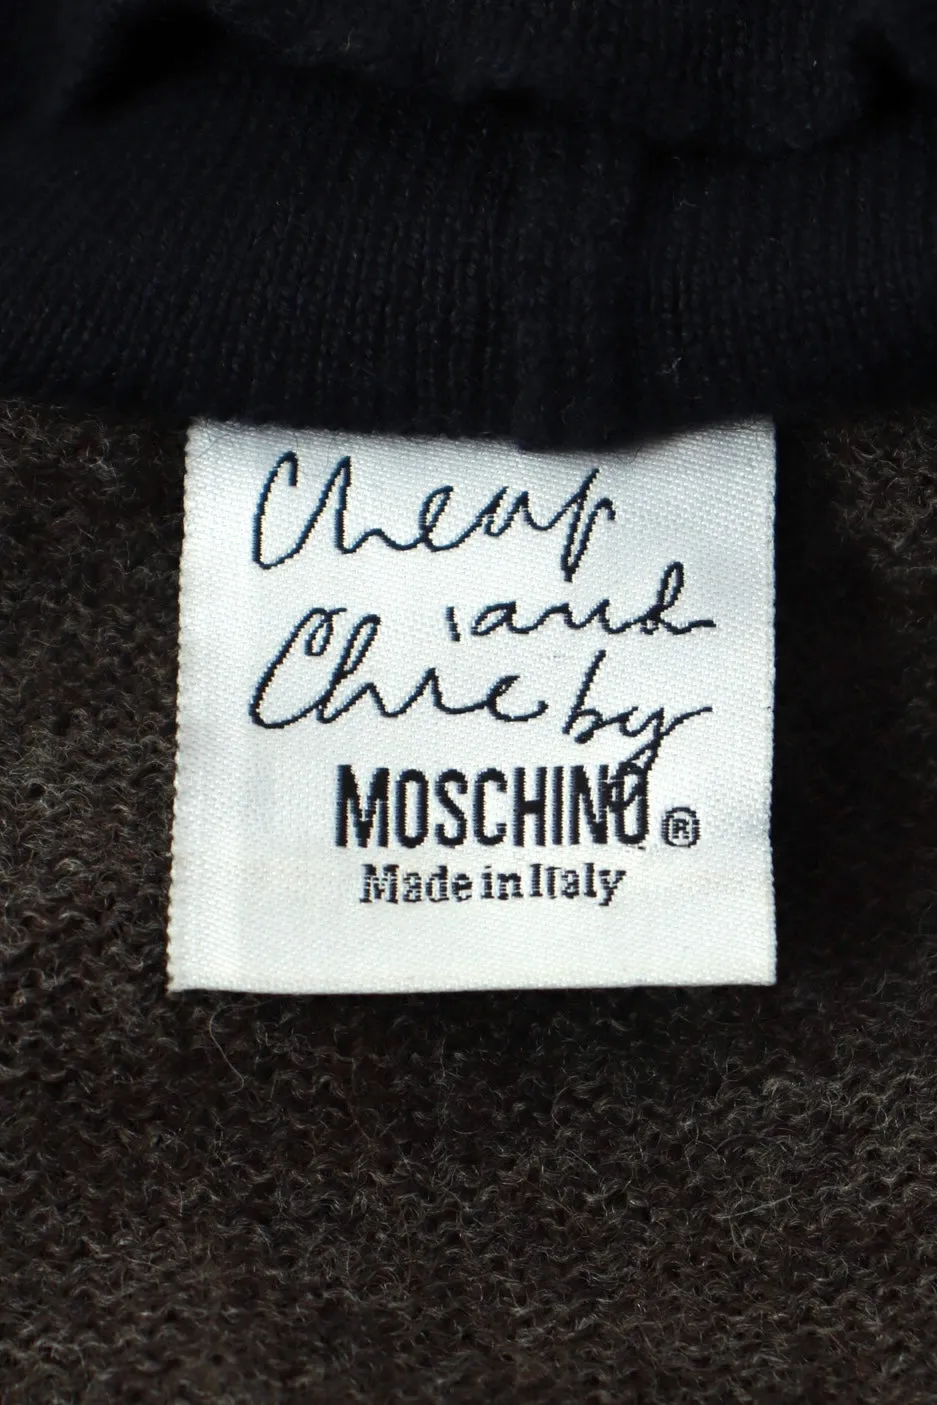 Cheap
and
Chic by
MOSCHINO®
Made in Italy